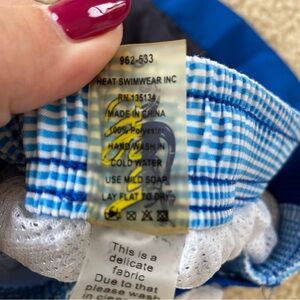 962-533
HEAT SWIMWEAR INC
RN 135134
MADE IN CHINA
100% Polyester
HAND WASH IN
COLD WATER
USE MILD SOAP
LAY FLAT TO DRY
This is a
delicate
fabric
Due to that
please wash